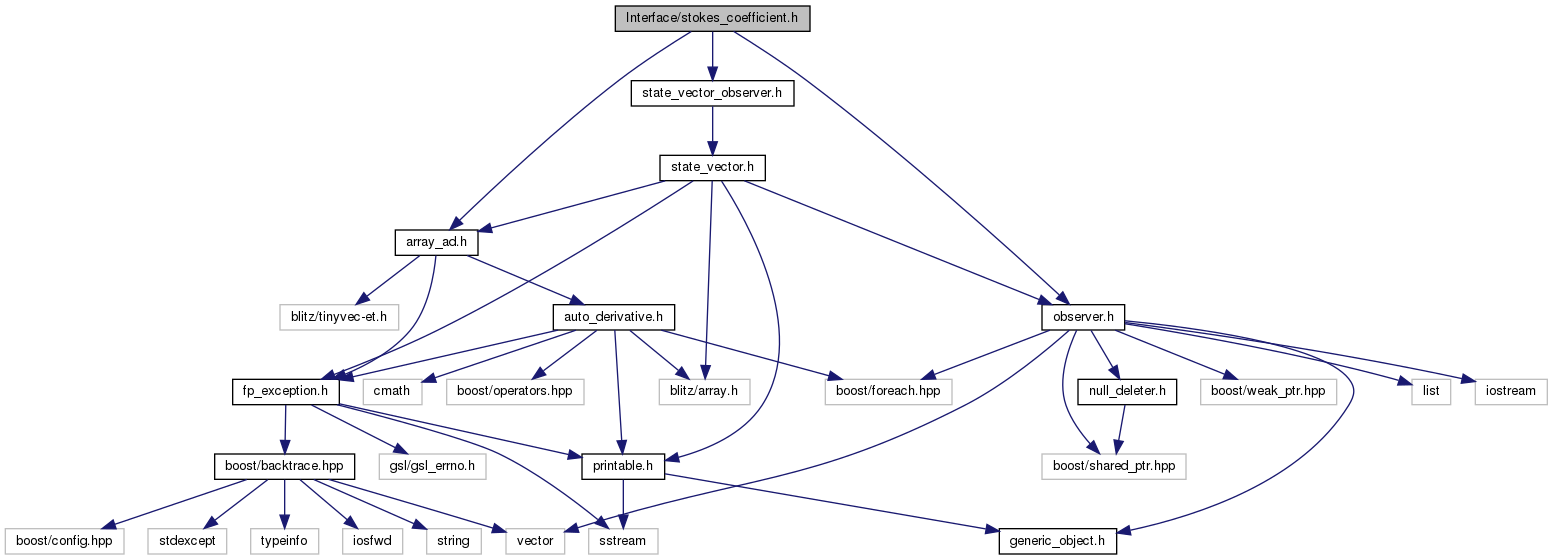 Interface/stokes_coefficient.h
state_vector_observer.h
state_vector.h
array_ad.h
blitz/tinyvec-et.h
auto_derivative.h
observer.h
fp_exception.h
cmath
boost/operators.hpp
blitz/array.h
boost/foreach.hpp
null_deleter.h
boost/weak_ptr.hpp
list
iostream
boost/backtrace.hpp
gsl/gsl_errno.h
printable.h
boost/shared_ptr.hpp
boost/config.hpp
stdexcept
typeinfo
iosfwd
string
vector
sstream
generic_object.h